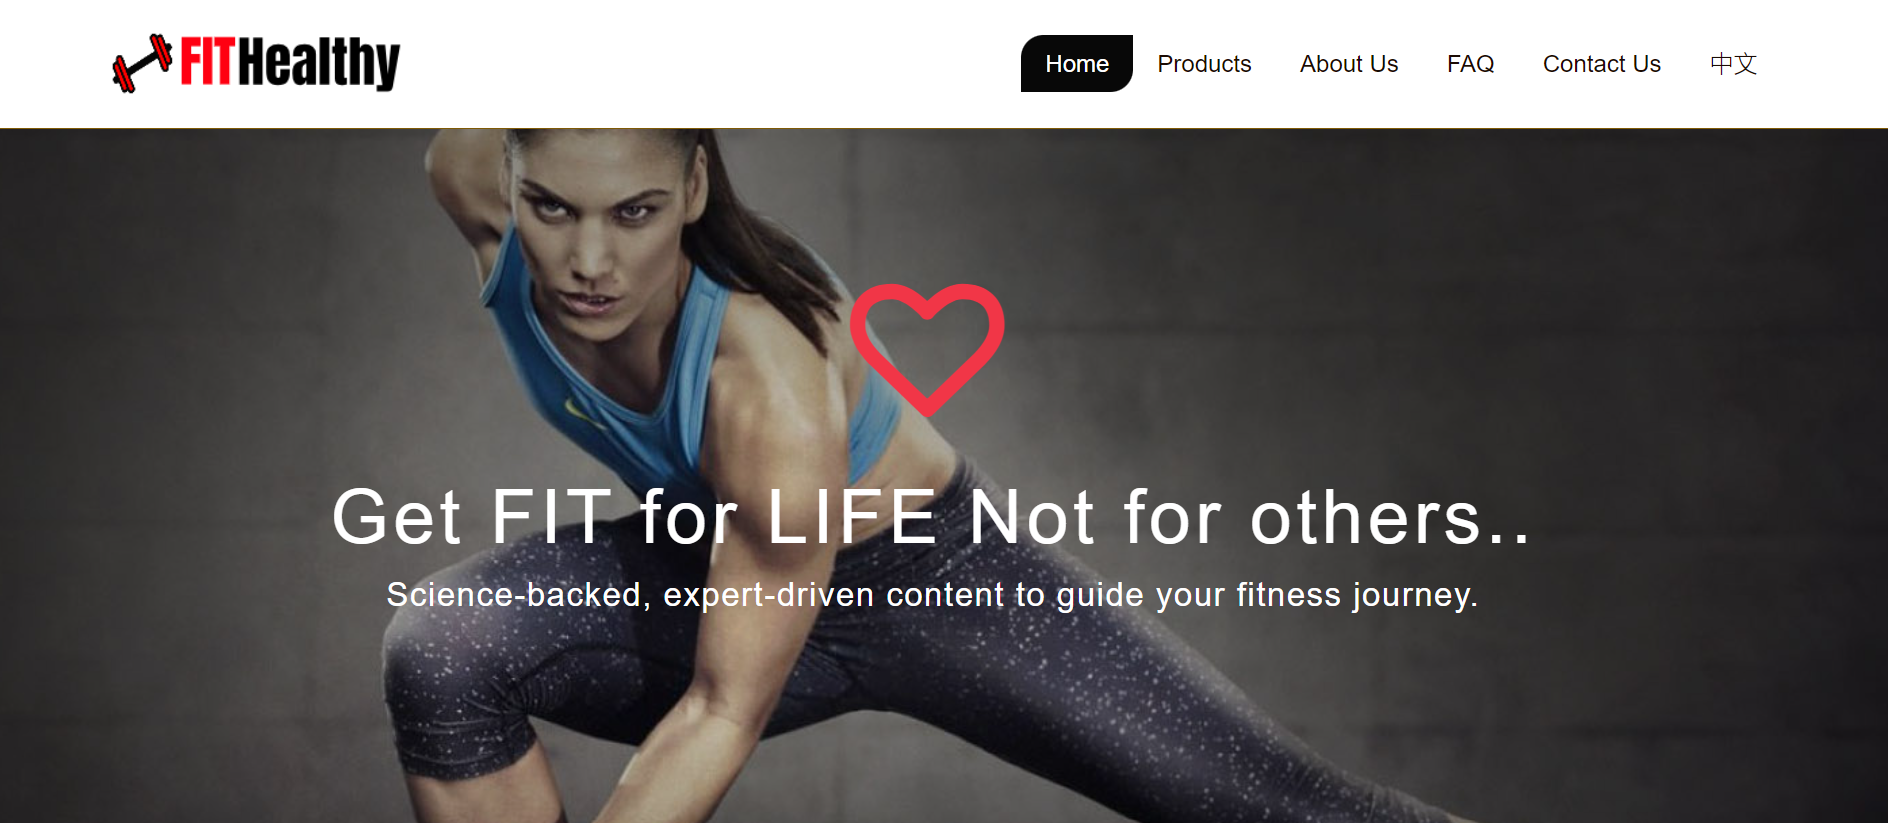 FITHealthy
Home Products About Us FAQ Contact Us 中文
Get FIT for LIFE Not for others..
Science-backed, expert-driven content to guide your fitness journey.